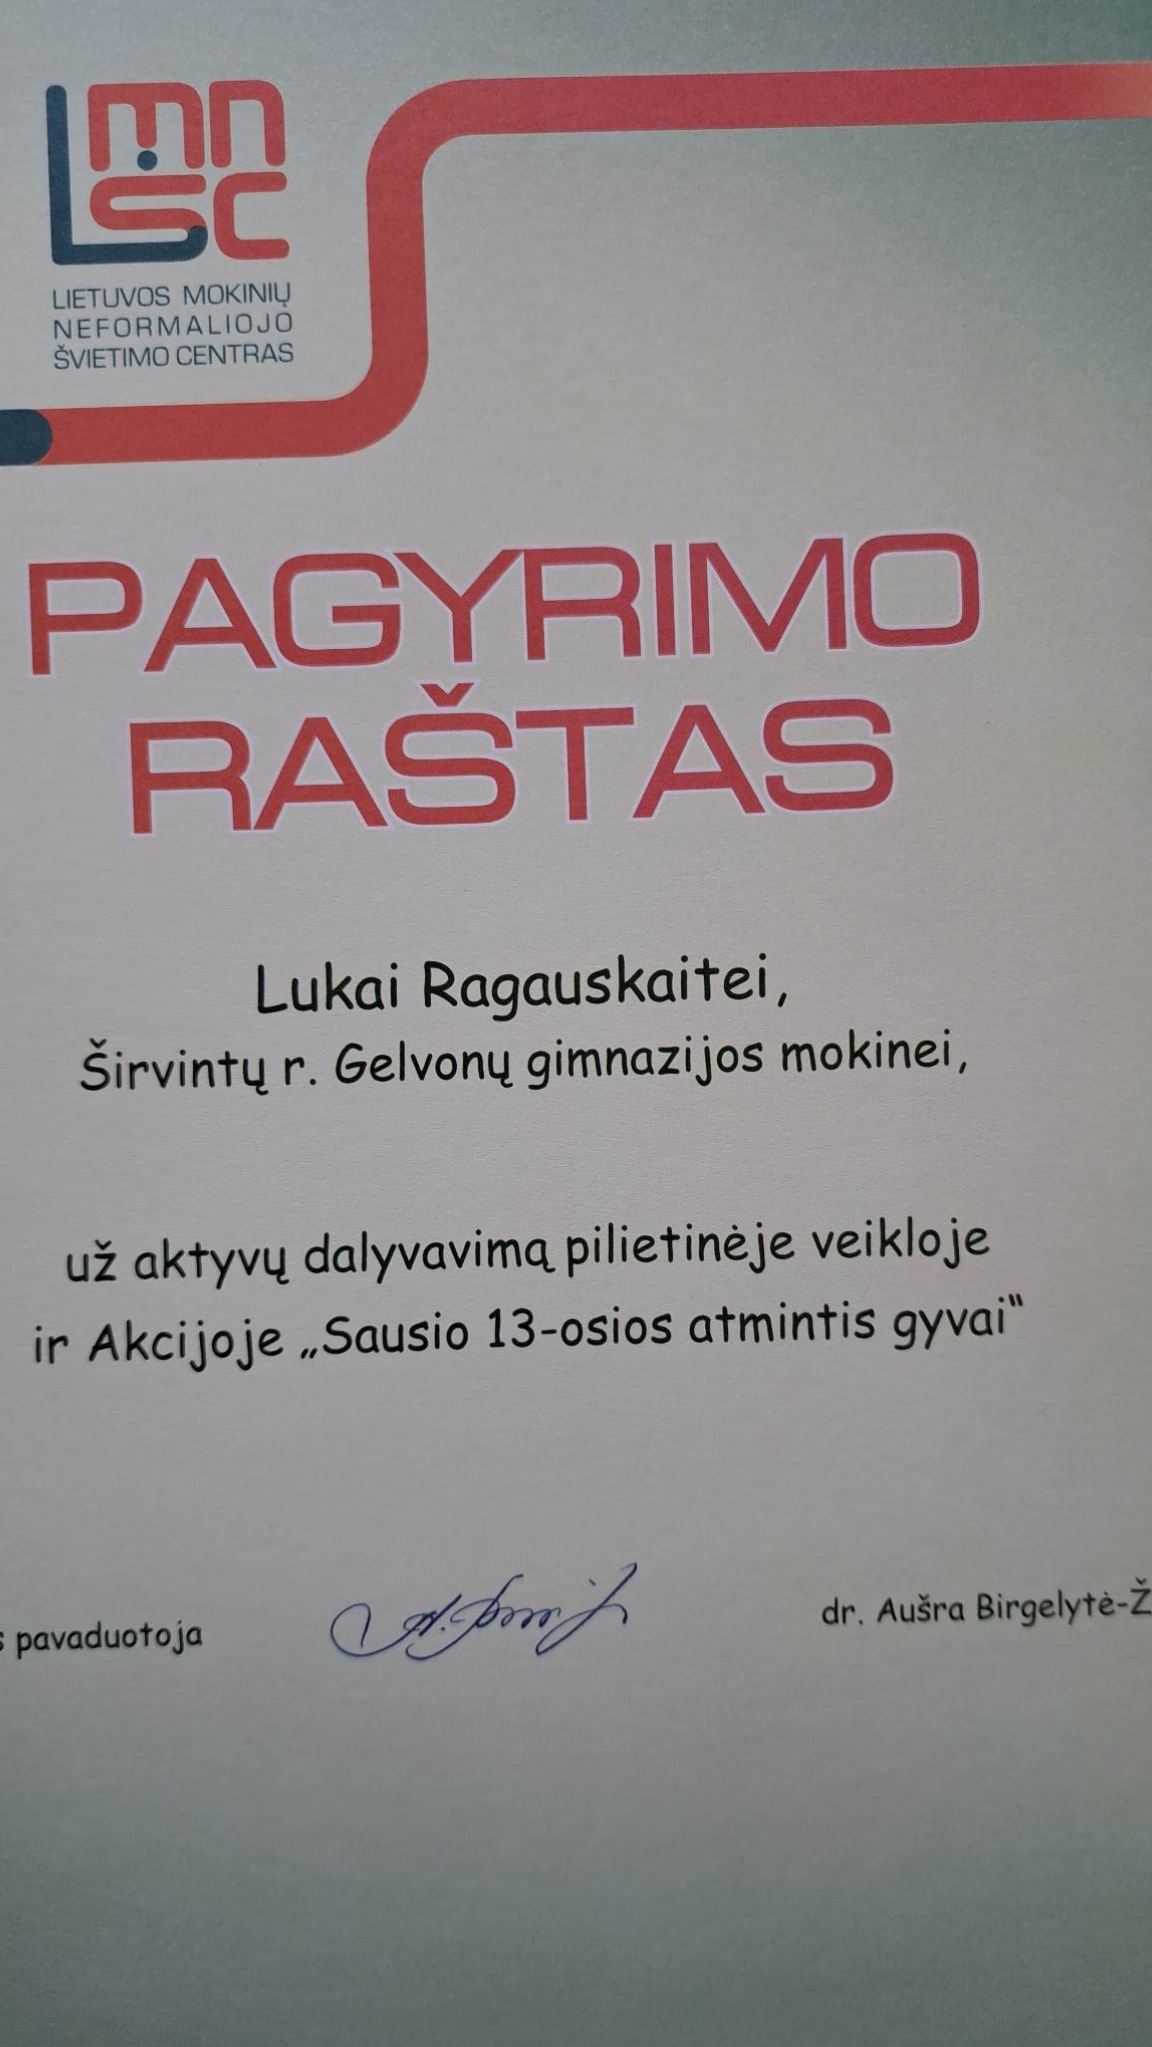 LMNŠC
LIETUVOS MOKINIŲ
NEFORMALIOJO
ŠVIETIMO CENTRAS
PAGYRIMO
RAŠTAS
Lukai Ragauskaitei,
Širvintų r. Gelvonų gimnazijos mokinei,
už aktyvų dalyvavimą pilietinėje veikloje
ir Akcijoje „Sausio 13-osios atmintis gyvai“
pavaduotoja
dr. Aušra Birgelytė-Ž